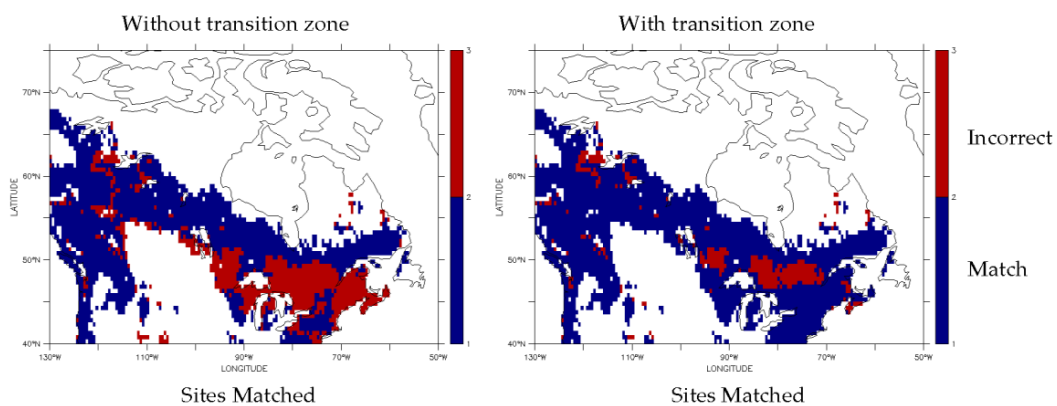 Without transition zone
With transition zone
70°N
60°N
50°N
40°N
LATITUDE
130°W
110°W
90°W
70°W
50°W
LONGITUDE
3
2
1
70°N
60°N
50°N
40°N
LATITUDE
130°W
110°W
90°W
70°W
50°W
LONGITUDE
3
2
1
Incorrect
Match
Sites Matched
Sites Matched